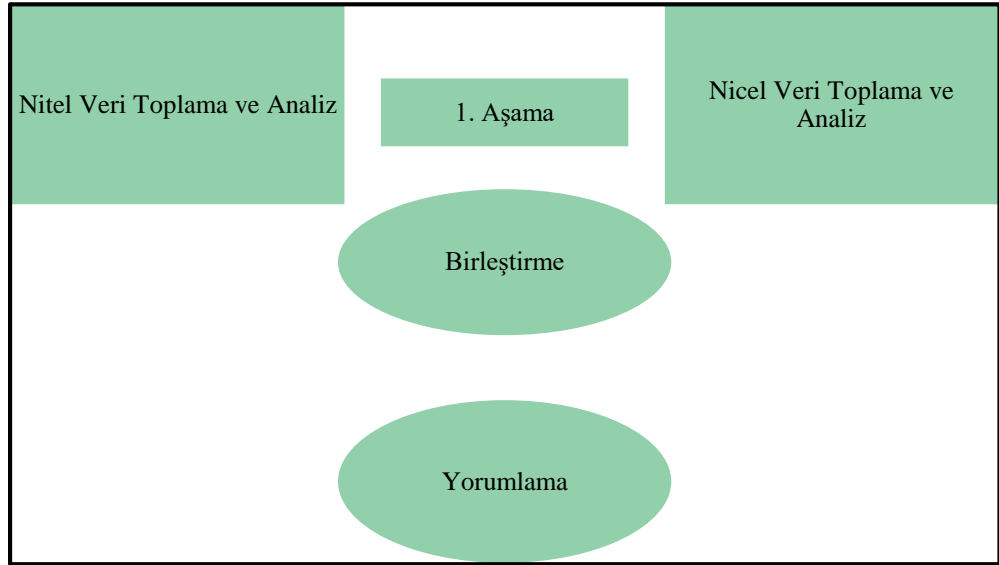 Nitel Veri Toplama ve Analiz
1. Aşama
Nicel Veri Toplama ve
Analiz
Birleştirme
Yorumlama